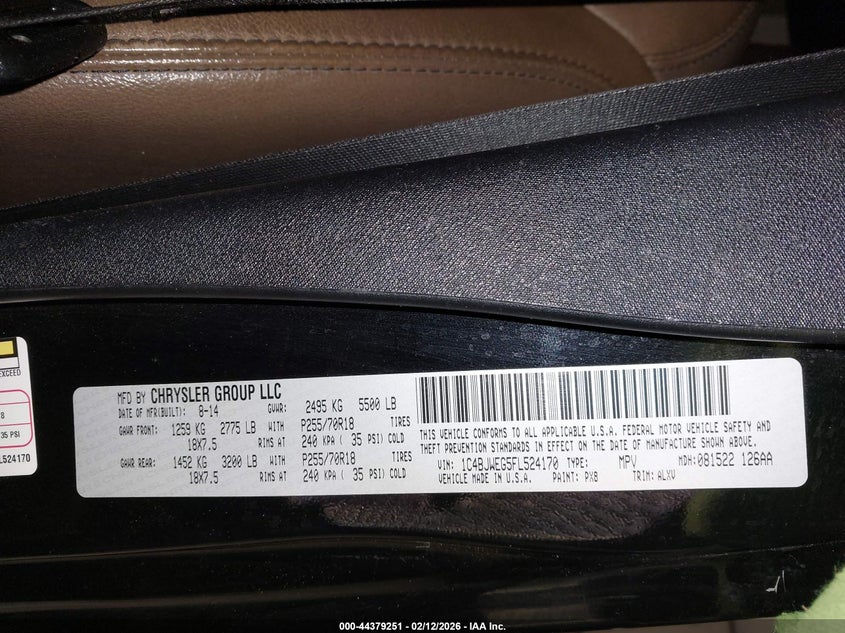 EXCEED
8
35 PSI
L524170
MFD BY CHRYSLER GROUP LLC
DATE OF MFR(BUILT): 8-14 GVWR: 2495 KG 5500 LB
GAWR FRONT: 1259 KG 2775 LB WITH P255/70R18 TIRES
18X7.5 RIMS AT 240 KPA ( 35 PSI) COLD
GAWR REAR: 1452 KG 3200 LB WITH P255/70R18 TIRES
18X7.5 RIMS AT 240 KPA ( 35 PSI) COLD
THIS VEHICLE CONFORMS TO ALL APPLICABLE U.S.A. FEDERAL MOTOR VEHICLE SAFETY AND
THEFT PREVENTION STANDARDS IN EFFECT ON THE DATE OF MANUFACTURE SHOWN ABOVE.
VIN: 1C4BJWEG5FL524170 TYPE: MPV MDH:081522 126AA
VEHICLE MADE IN U.S.A. PAINT: PX8 TRIM: ALXV
000-44379251 - 02/12/2026 - IAA Inc.